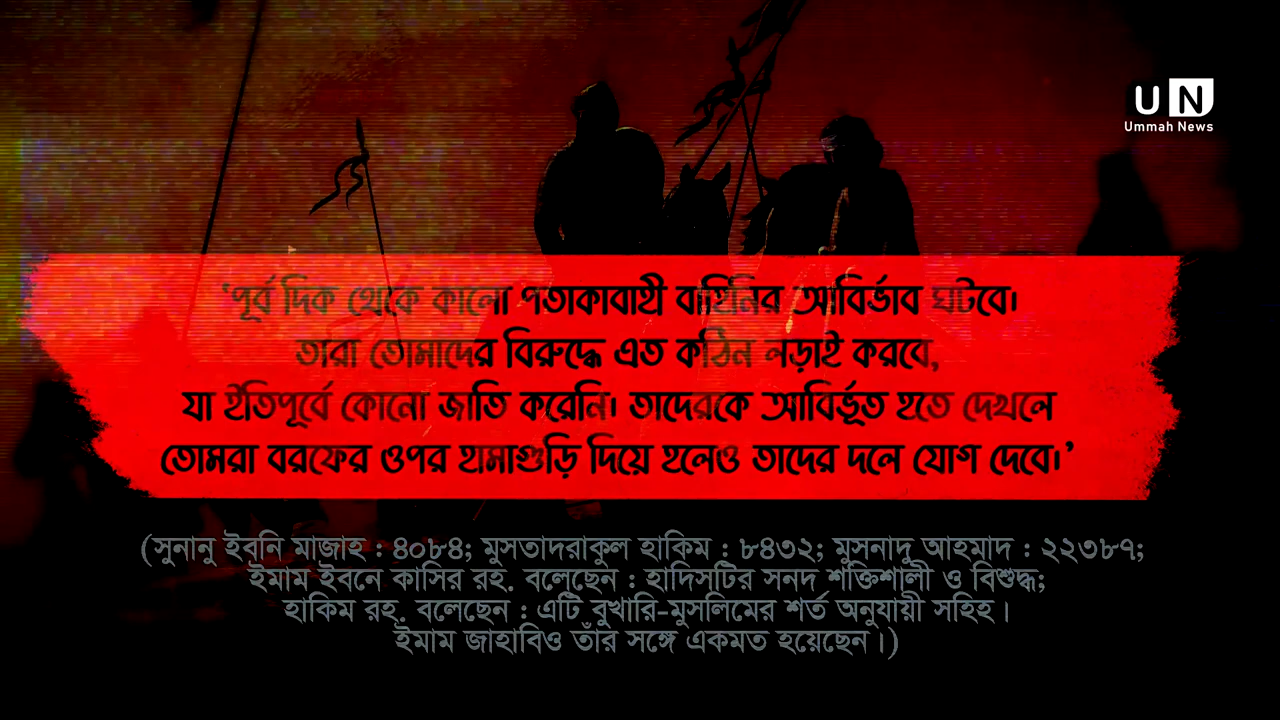 UN
Ummah News
‘পূর্ব দিক থেকে কালো পতাকাবাহী বাহিনির আবির্ভাব ঘটবে।
তারা তোমাদের বিরুদ্ধে এত কঠিন লড়াই করবে,
যা ইতিপূর্বে কোনো জাতি করেনি। তাদেরকে আবির্ভূত হতে দেখলে
তোমরা বরফের ওপর হামাগুড়ি দিয়ে হলেও তাদের দলে যোগ দেবে।’
(সুনানু ইবনি মাজাহ : ৪০৮৪; মুসতাদরাকুল হাকিম : ৮৪৩২; মুসনাদু আহমাদ : ২২৩৮৭;
ইমাম ইবনে কাসির রহ. বলেছেন : হাদিসটির সনদ শক্তিশালী ও বিশুদ্ধ;
হাকিম রহ. বলেছেন : এটি বুখারি-মুসলিমের শর্ত অনুযায়ী সহিহ।
ইমাম জাহাবিও তাঁর সঙ্গে একমত হয়েছেন।)